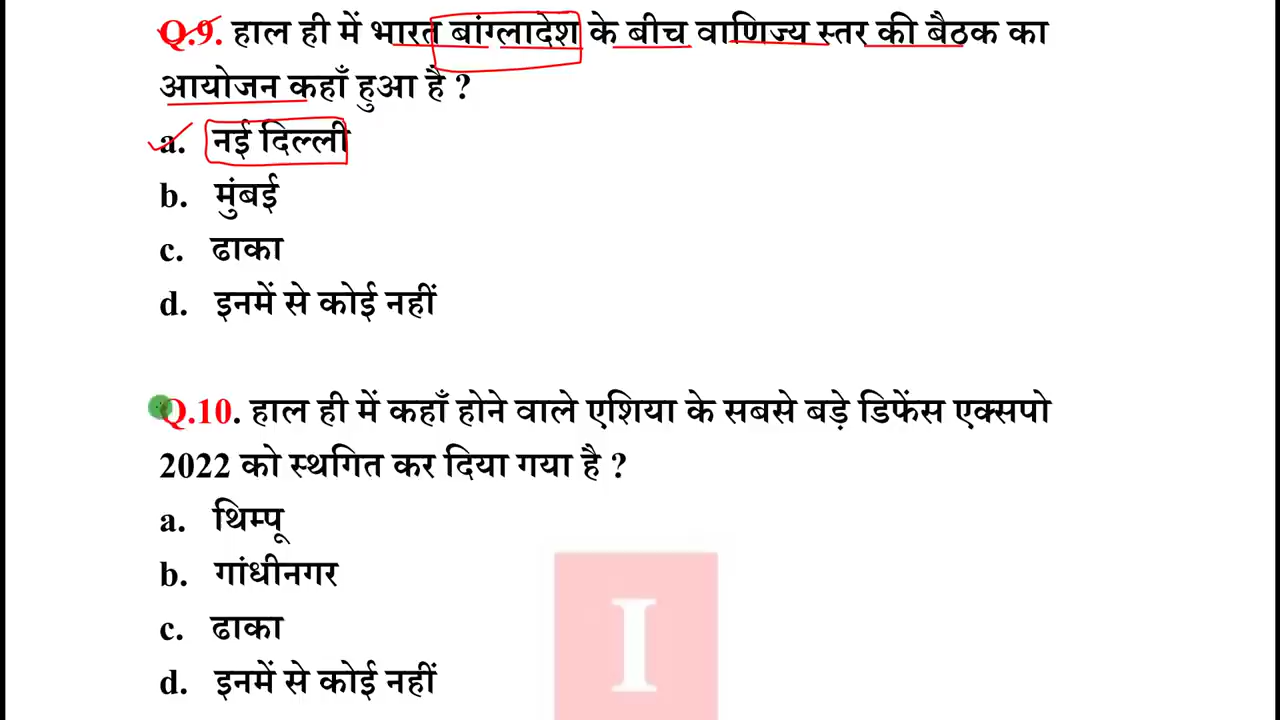 Q.9. हाल ही में भारत बांग्लादेश के बीच वाणिज्य स्तर की बैठक का
आयोजन कहाँ हुआ है ?
a. नई दिल्ली
b. मुंबई
c. ढाका
d. इनमें से कोई नहीं
Q.10. हाल ही में कहाँ होने वाले एशिया के सबसे बड़े डिफेंस एक्सपो
2022 को स्थगित कर दिया गया है ?
a. थिम्पू
b. गांधीनगर
c. ढाका
d. इनमें से कोई नहीं
I